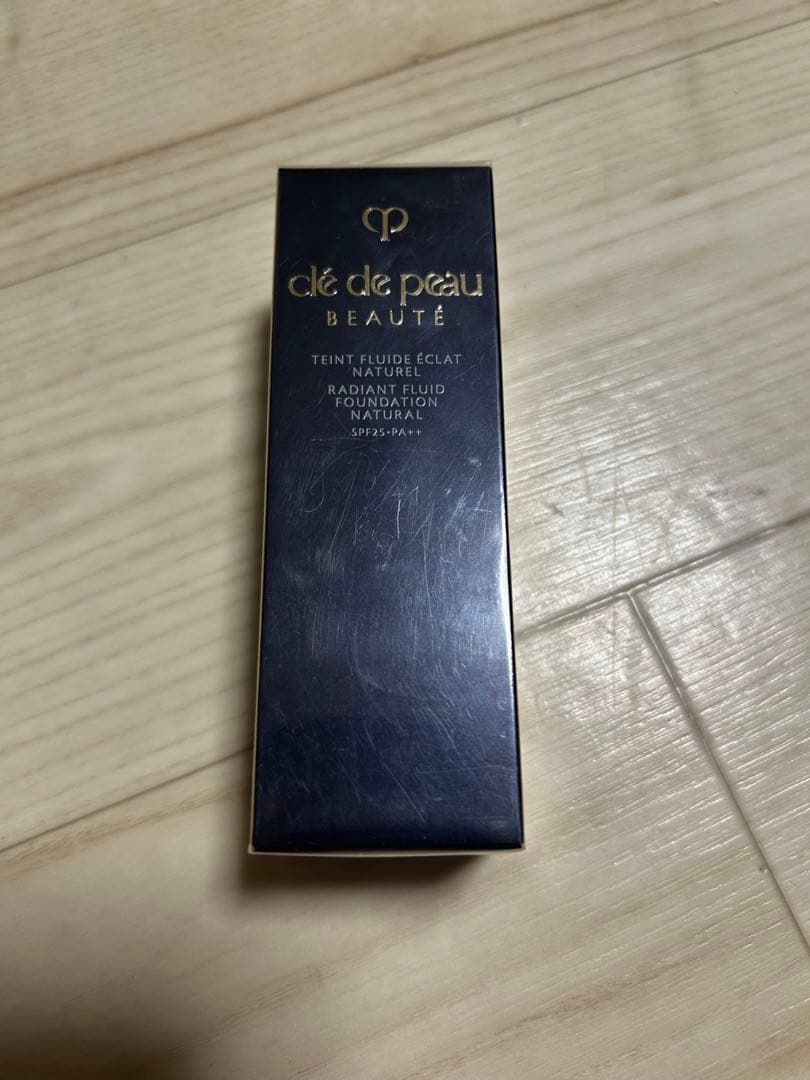 clé de peau
BEAUTÉ
TEINT FLUIDE ÉCLAT
NATUREL
RADIANT FLUID
FOUNDATION
NATURAL
SPF25•PA++